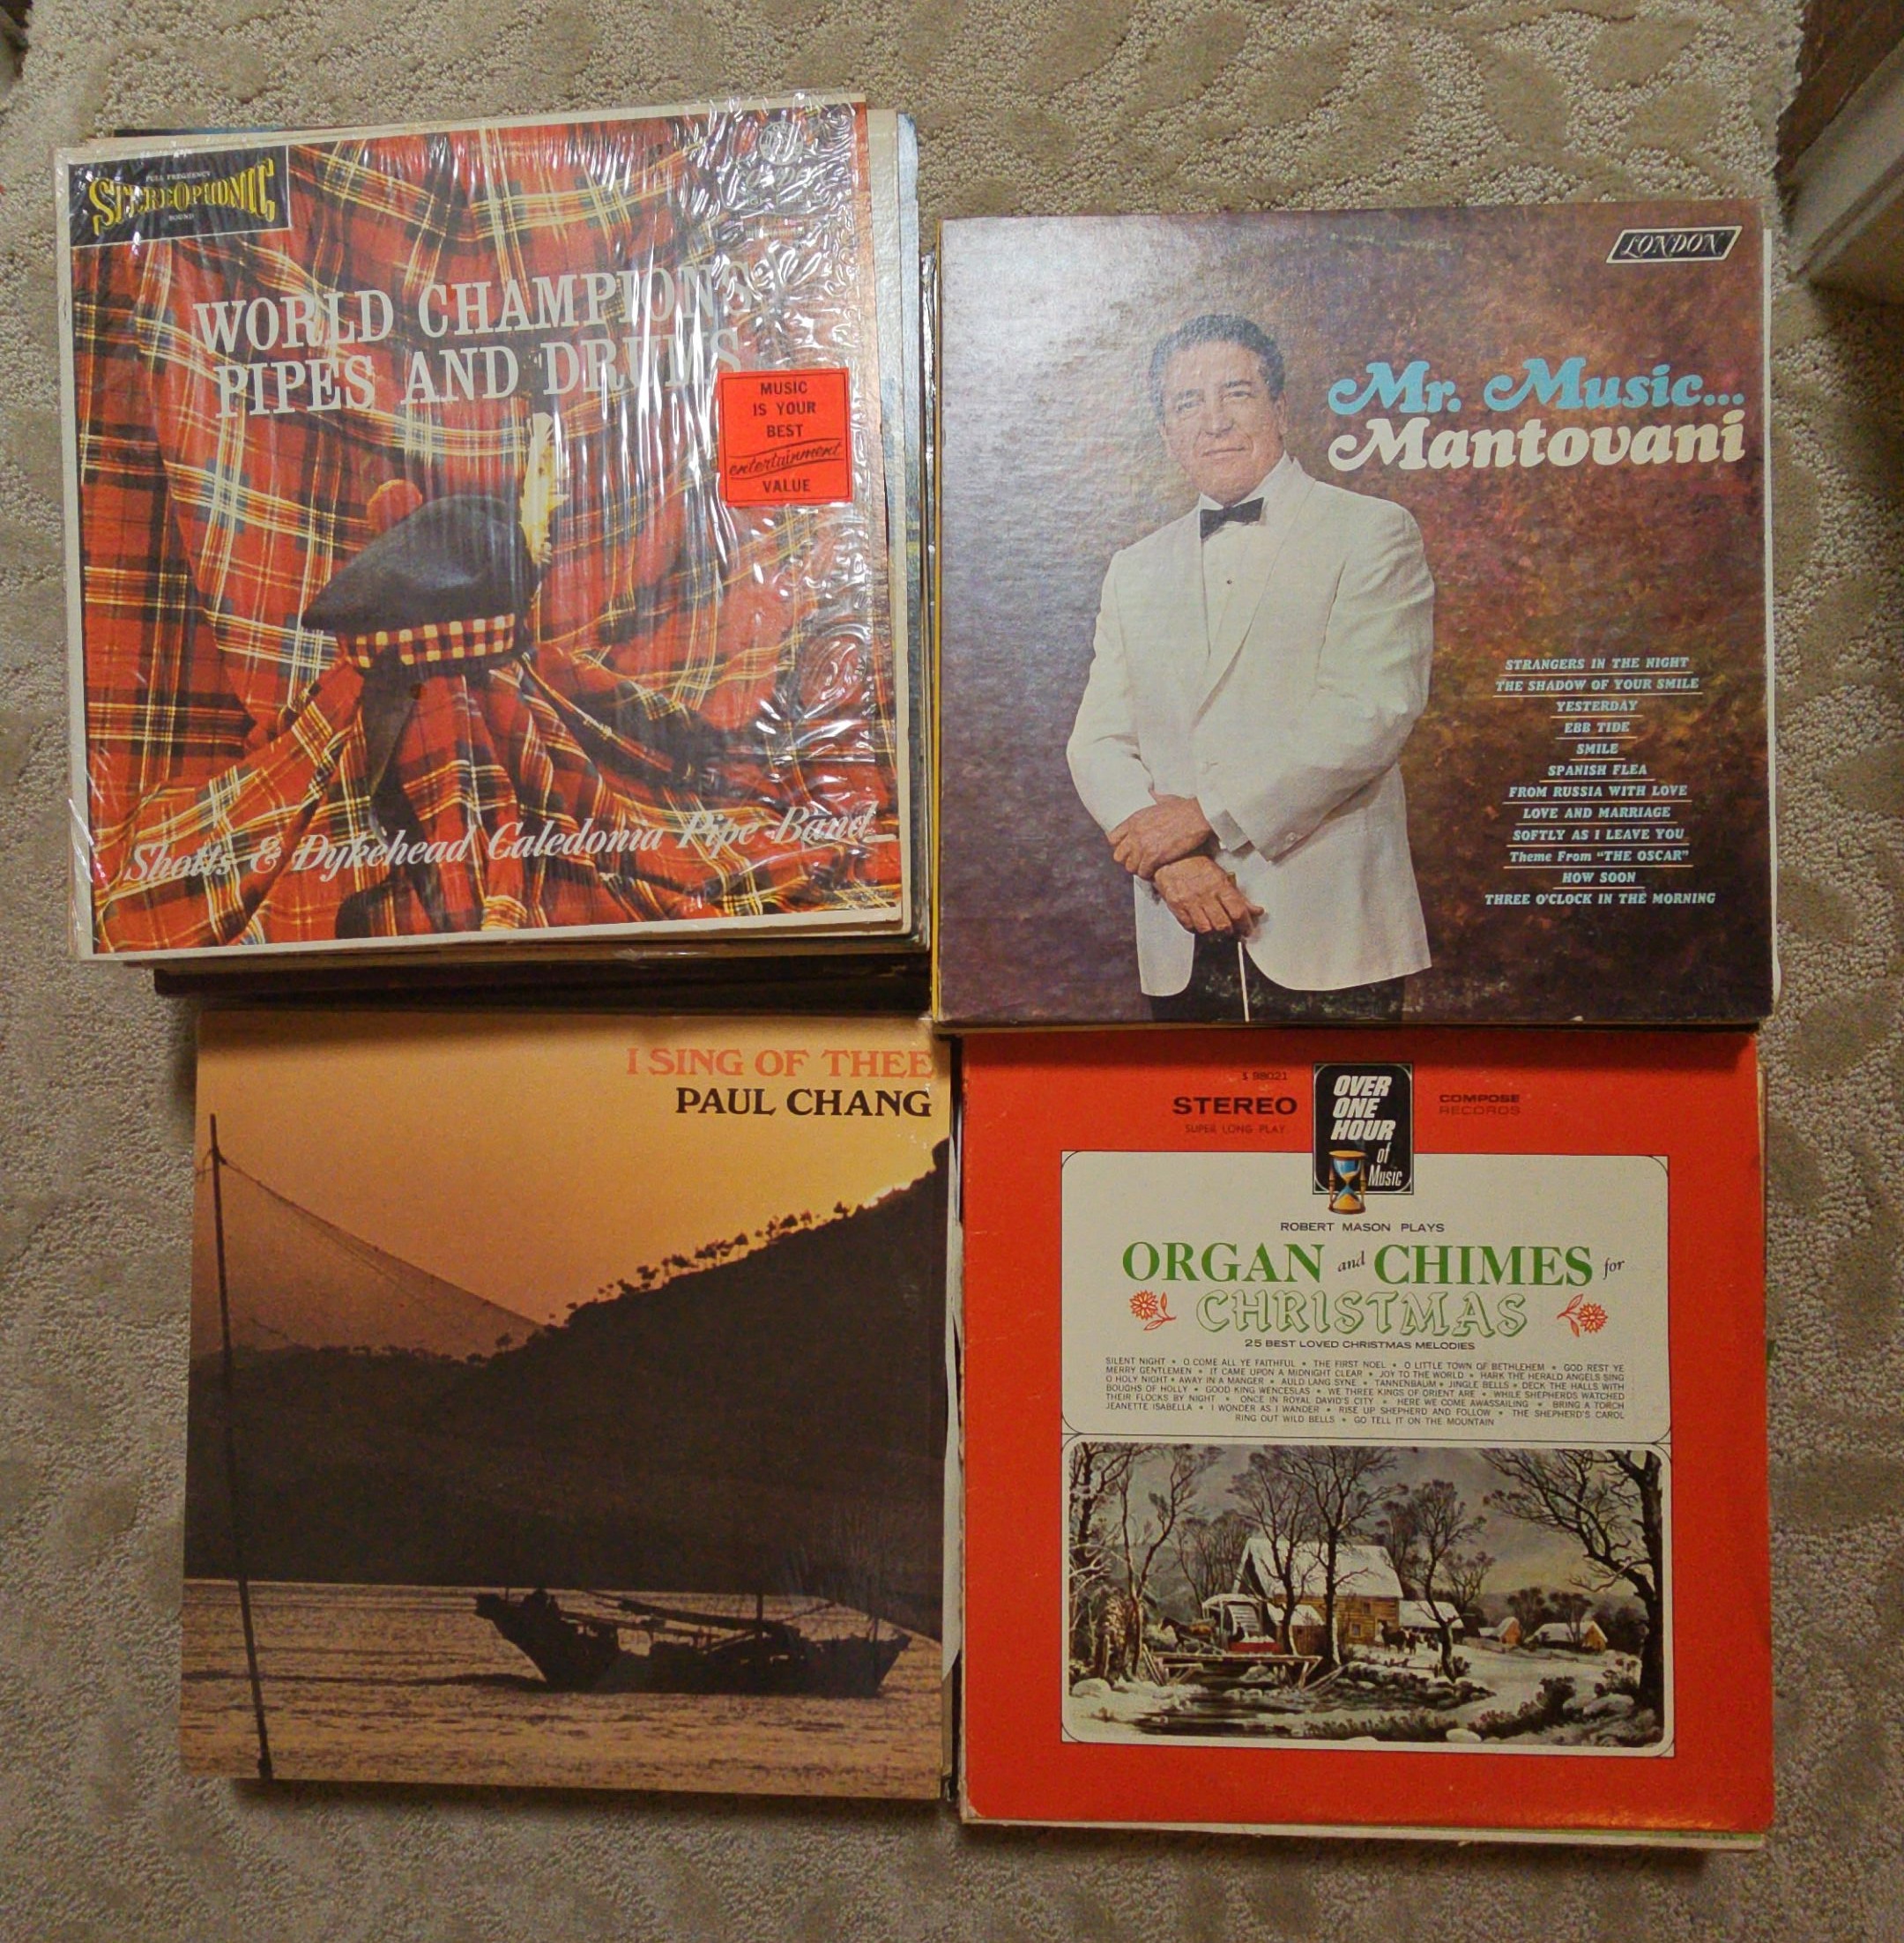 FULL FREQUENCY
STEREOPHONIC
SOUND
WORLD CHAMPIONS
PIPES AND DRUMS
MUSIC
IS YOUR
BEST
entertainment
VALUE
Shotts & Dykehead Caledonia Pipe Band
LONDON
Mr. Music...
Mantovani
STRANGERS IN THE NIGHT
THE SHADOW OF YOUR SMILE
YESTERDAY
EBB TIDE
SMILE
SPANISH FLEA
FROM RUSSIA WITH LOVE
LOVE AND MARRIAGE
SOFTLY AS I LEAVE YOU
Theme From "THE OSCAR"
HOW SOON
THREE O'CLOCK IN THE MORNING
I SING OF THEE
PAUL CHANG
S 98021
STEREO
SUPER LONG PLAY
OVER
ONE
HOUR
of
Music
COMPOSE
RECORDS
ROBERT MASON PLAYS
ORGAN and CHIMES for
CHRISTMAS
25 BEST LOVED CHRISTMAS MELODIES
SILENT NIGHT • O COME ALL YE FAITHFUL • THE FIRST NOEL • O LITTLE TOWN OF BETHLEHEM • GOD REST YE
MERRY GENTLEMEN • IT CAME UPON A MIDNIGHT CLEAR • JOY TO THE WORLD • HARK THE HERALD ANGELS SING
O HOLY NIGHT • AWAY IN A MANGER • AULD LANG SYNE • TANNENBAUM • JINGLE BELLS • DECK THE HALLS WITH
BOUGHS OF HOLLY • GOOD KING WENCESLAS • WE THREE KINGS OF ORIENT ARE • WHILE SHEPHERDS WATCHED
THEIR FLOCKS BY NIGHT • ONCE IN ROYAL DAVID'S CITY • HERE WE COME AWASSAILING • BRING A TORCH
JEANETTE ISABELLA • I WONDER AS I WANDER • RISE UP SHEPHERD AND FOLLOW • THE SHEPHERD'S CAROL
RING OUT WILD BELLS • GO TELL IT ON THE MOUNTAIN